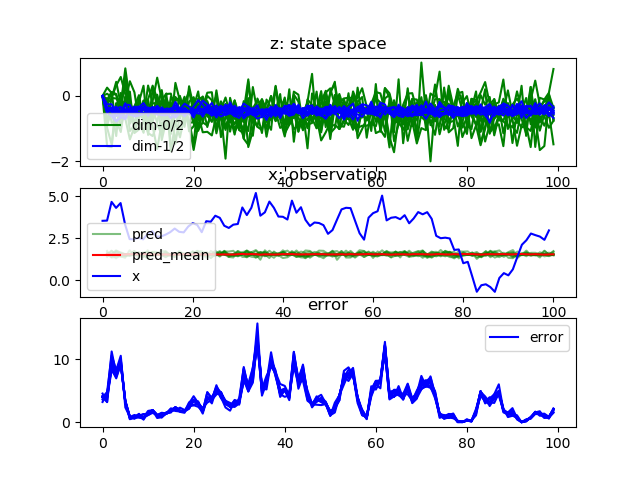 z: state space
0
−2
dim-0/2
dim-1/2
0 20 40 60 80 100
x: observation
5.0
2.5
0.0
pred
pred_mean
x
0 20 40 60 80 100
error
10
0
error
0 20 40 60 80 100